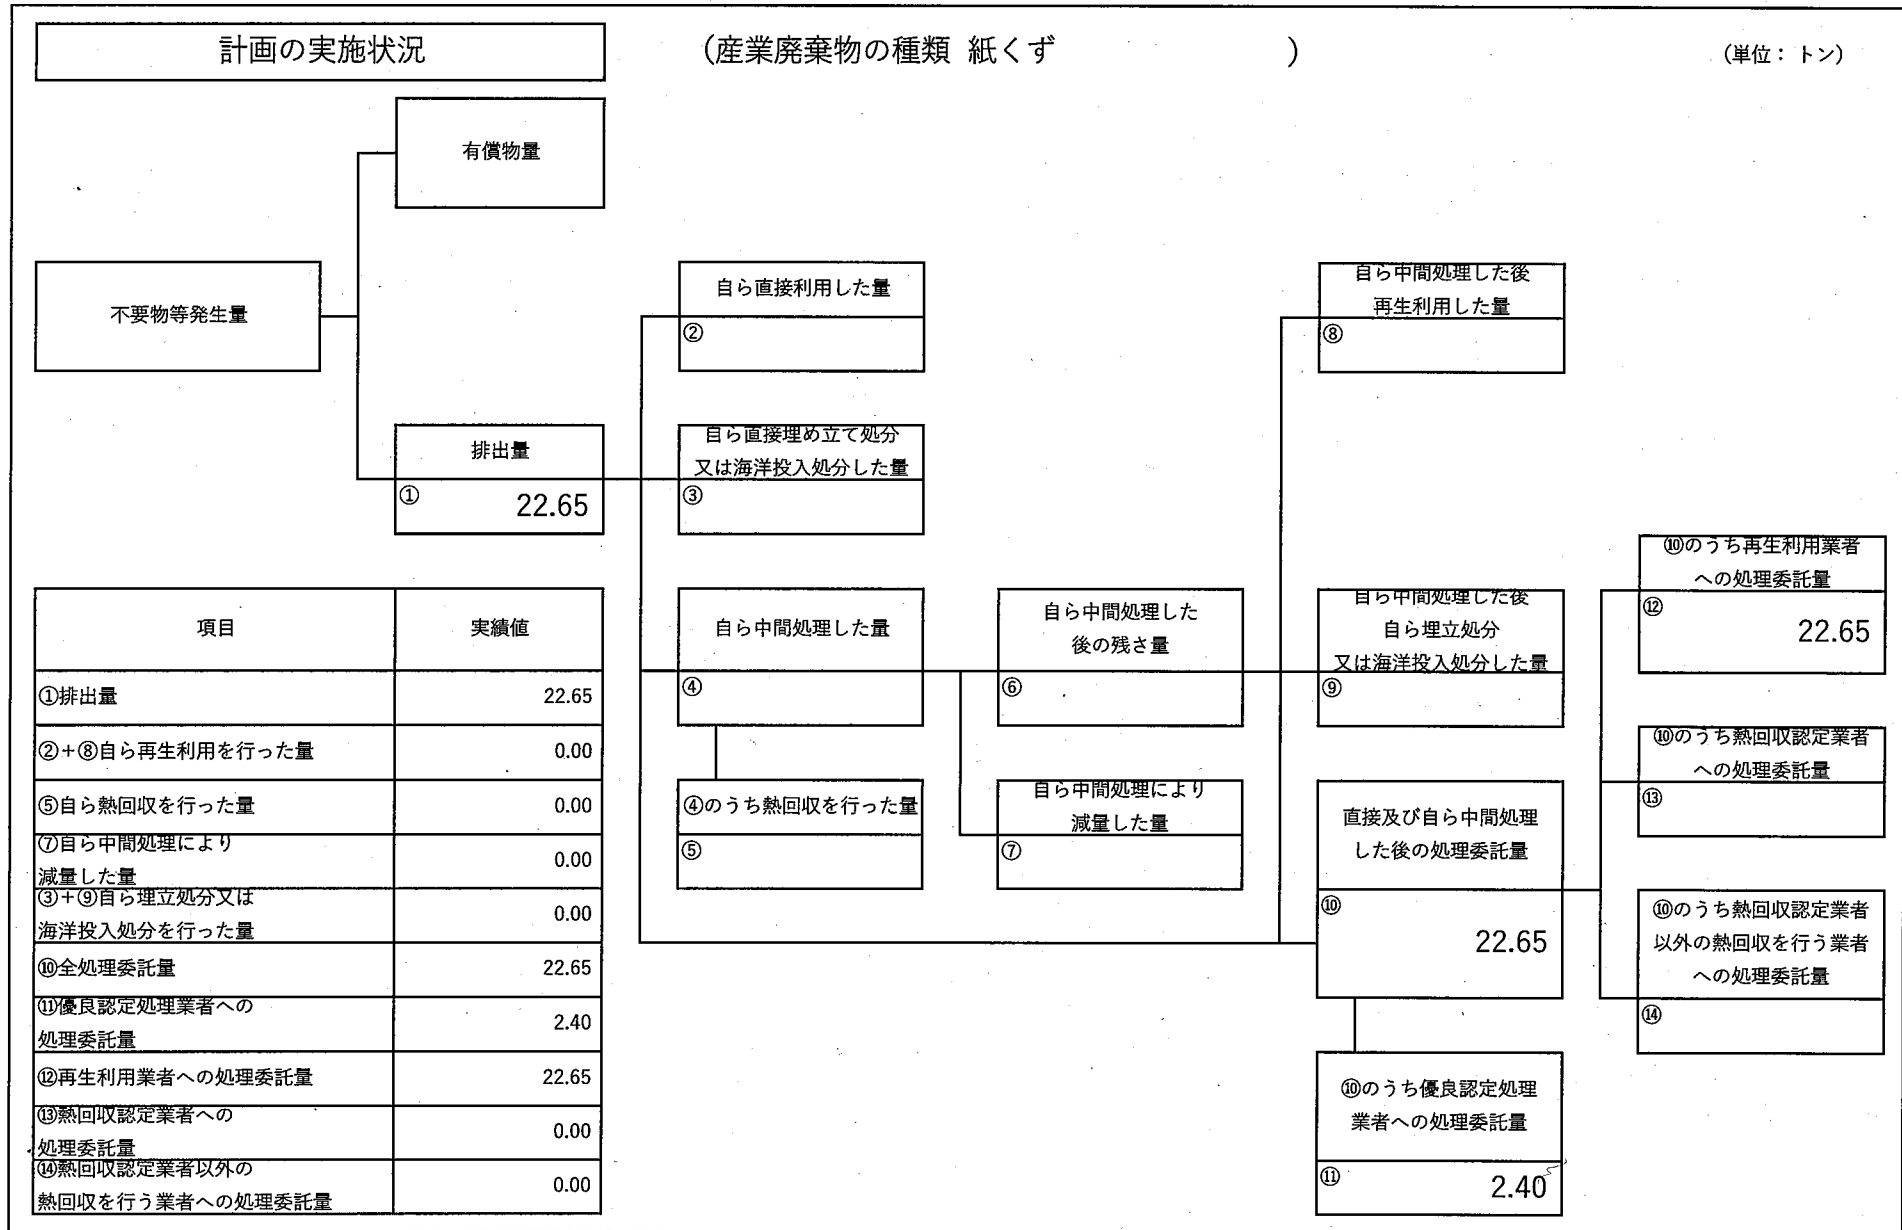 計画の実施状況
(産業廃棄物の種類 紙くず )
(単位：トン)
有償物量
不要物等発生量
自ら直接利用した量
②
自ら中間処理した後
再生利用した量
⑧
排出量
① 22.65
自ら直接埋め立て処分
又は海洋投入処分した量
③
自ら中間処理した量
④
自ら中間処理した
後の残さ量
⑥
自ら中間処理した後
自ら埋立処分
又は海洋投入処分した量
⑨
⑩のうち再生利用業者
への処理委託量
⑫ 22.65
④のうち熱回収を行った量
⑤
自ら中間処理により
減量した量
⑦
直接及び自ら中間処理
した後の処理委託量
⑩ 22.65
⑩のうち熱回収認定業者
への処理委託量
⑬
⑩のうち熱回収認定業者
以外の熱回収を行う業者
への処理委託量
⑭
⑩のうち優良認定処理
業者への処理委託量
⑪ 2.40
項目 実績値
①排出量 22.65
②＋⑧自ら再生利用を行った量 0.00
⑤自ら熱回収を行った量 0.00
⑦自ら中間処理により
減量した量 0.00
③＋⑨自ら埋立処分又は
海洋投入処分を行った量 0.00
⑩全処理委託量 22.65
⑪優良認定処理業者への
処理委託量 2.40
⑫再生利用業者への処理委託量 22.65
⑬熱回収認定業者への
処理委託量 0.00
⑭熱回収認定業者以外の
熱回収を行う業者への処理委託量 0.00